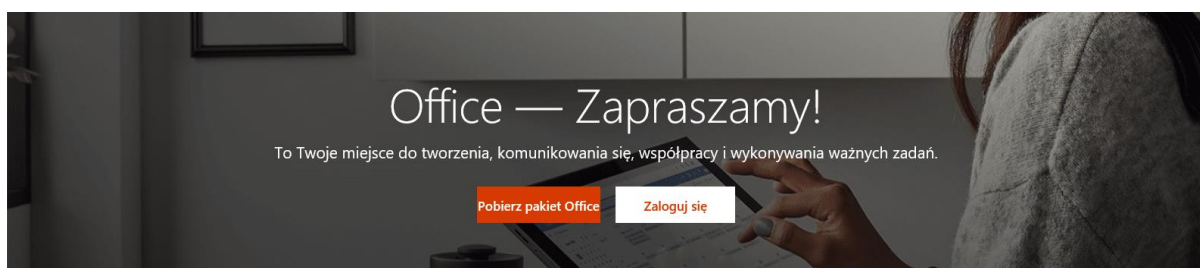 Office — Zapraszamy!
To Twoje miejsce do tworzenia, komunikowania się, współpracy i wykonywania ważnych zadań.
Pobierz pakiet Office
Zaloguj się